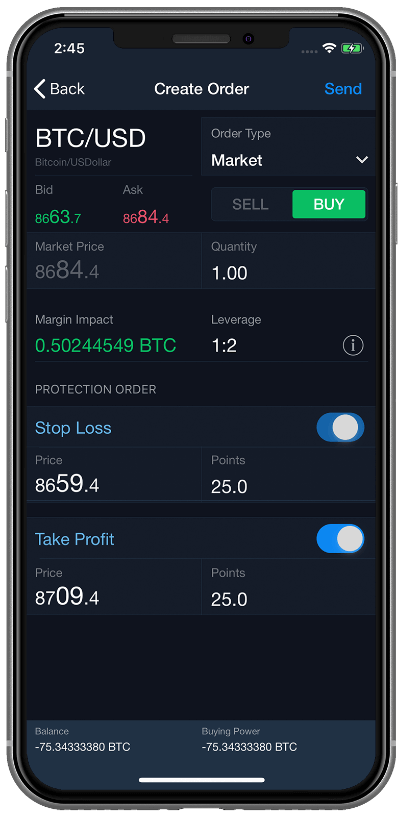 2:45
Back Create Order Send
BTC/USD
Bitcoin/USDollar
Order Type
Market
Bid Ask
8663.7 8684.4
SELL BUY
Market Price Quantity
8684.4 1.00
Margin Impact Leverage
0.50244549 BTC 1:2
PROTECTION ORDER
Stop Loss
Price Points
8659.4 25.0
Take Profit
Price Points
8709.4 25.0
Balance Buying Power
-75.34333380 BTC -75.34333380 BTC